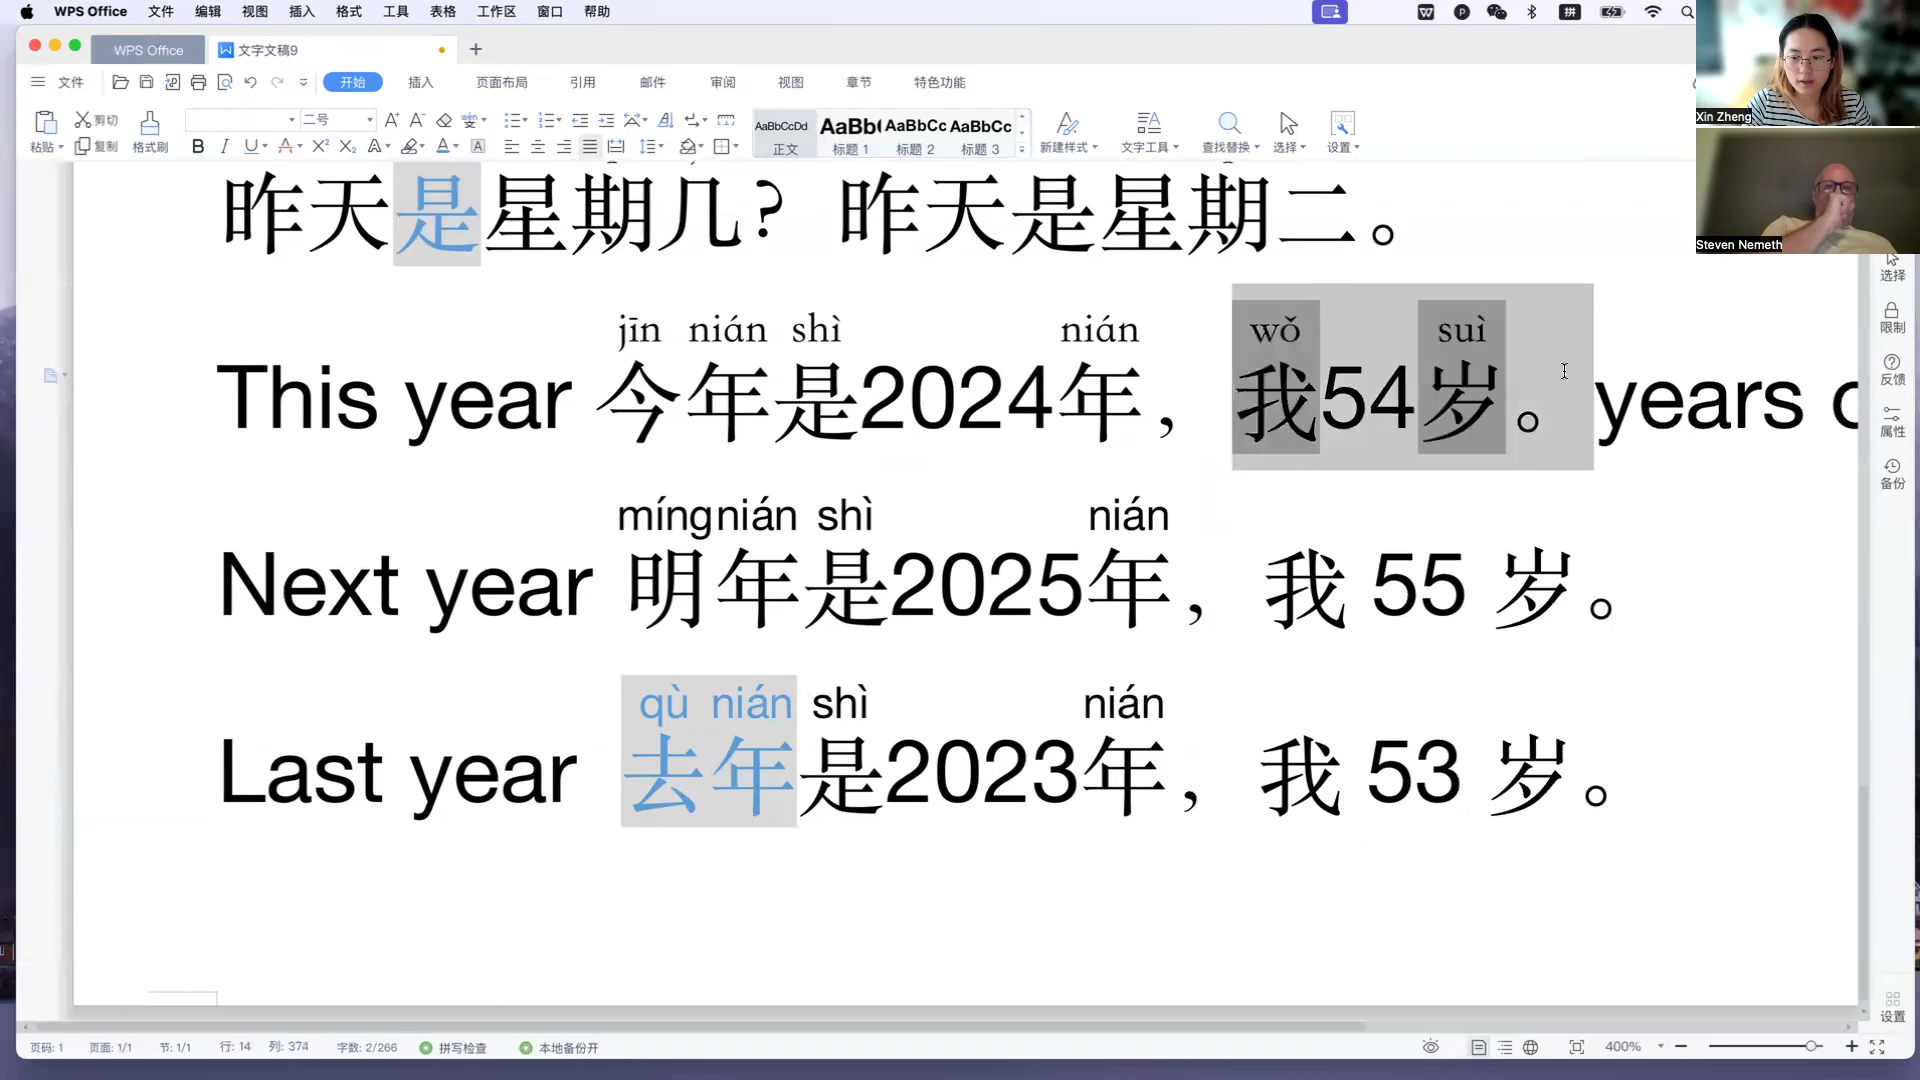 WPS Office 文件 编辑 视图 插入 格式 工具 表格 工作区 窗口 帮助
WPS Office 文字文稿9
文件 开始 插入 页面布局 引用 邮件 审阅 视图 章节 特色功能
粘贴 剪切 复制 格式刷 二号
AaBbCcDd 正文 AaBb( 标题 1 AaBbCc 标题 2 AaBbCc 标题 3 新建样式 文字工具 查找替换 选择 设置
Xin Zheng
Steven Nemeth
昨天是星期几？ 昨天是星期二。
jīn nián shì nián wǒ suì
This year 今年是2024年，我54岁。years
míngnián shì nián
Next year 明年是2025年，我 55 岁。
qù nián shì nián
Last year 去年是2023年，我 53 岁。
选择
限制
反馈
属性
备份
设置
页码: 1 页面: 1/1 节: 1/1 行: 14 列: 374 字数: 2/266 拼写检查 本地备份开 400%